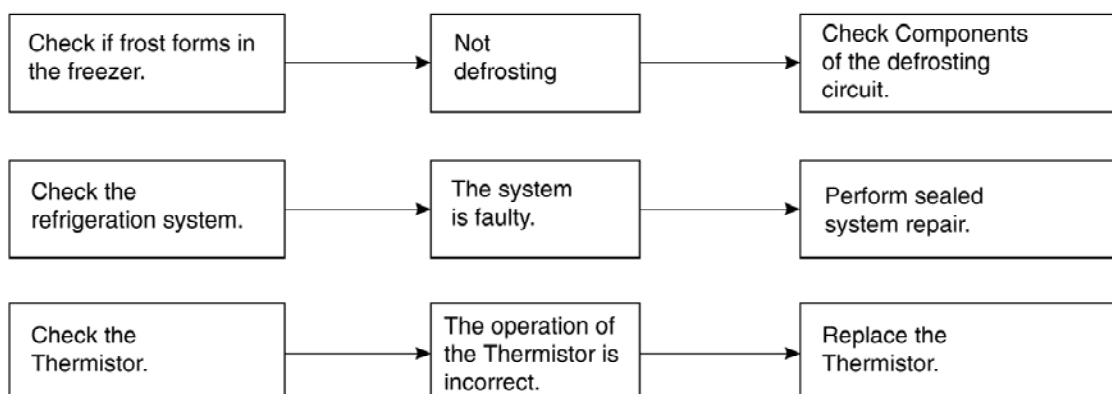 Check if frost forms in
the freezer.
Not
defrosting
Check Components
of the defrosting
circuit.
Check the
refrigeration system.
The system
is faulty.
Perform sealed
system repair.
Check the
Thermistor.
The operation of
the Thermistor is
incorrect.
Replace the
Thermistor.